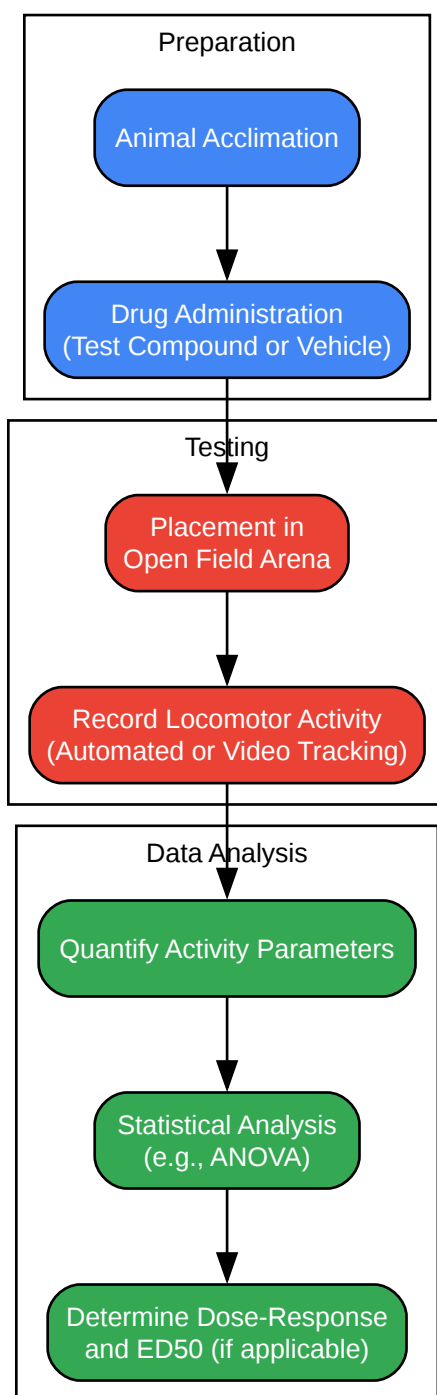 Preparation
Animal Acclimation
Drug Administration
(Test Compound or Vehicle)
Testing
Placement in
Open Field Arena
Record Locomotor Activity
(Automated or Video Tracking)
Data Analysis
Quantify Activity Parameters
Statistical Analysis
(e.g., ANOVA)
Determine Dose-Response
and ED50 (if applicable)